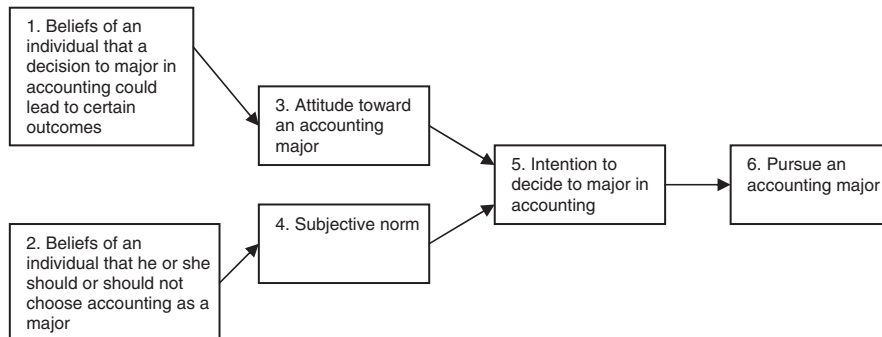 1. Beliefs of an
individual that a
decision to major in
accounting could
lead to certain
outcomes
3. Attitude toward
an accounting
major
5. Intention to
decide to major in
accounting
6. Pursue an
accounting major
4. Subjective norm
2. Beliefs of an
individual that he or she
should or should not
choose accounting as a
major